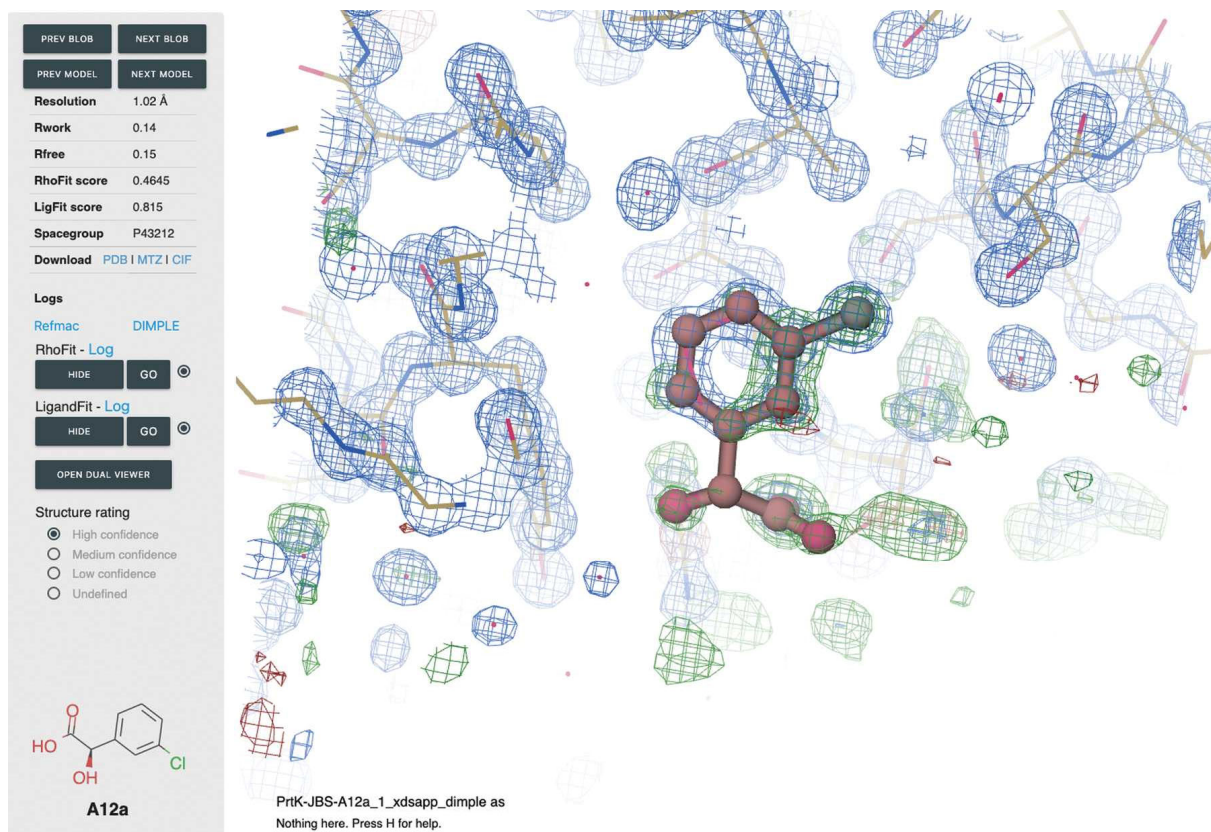 PREV BLOB NEXT BLOB
PREV MODEL NEXT MODEL
Resolution 1.02 Å
Rwork 0.14
Rfree 0.15
RhoFit score 0.4645
LigFit score 0.815
Spacegroup P43212
Download PDB | MTZ | CIF
Logs
Refmac DIMPLE
RhoFit - Log
HIDE GO
LigandFit - Log
HIDE GO
OPEN DUAL VIEWER
Structure rating
High confidence
Medium confidence
Low confidence
Undefined
O
HO
OH
Cl
A12a
PrtK-JBS-A12a_1_xdsapp_dimple as
Nothing here. Press H for help.